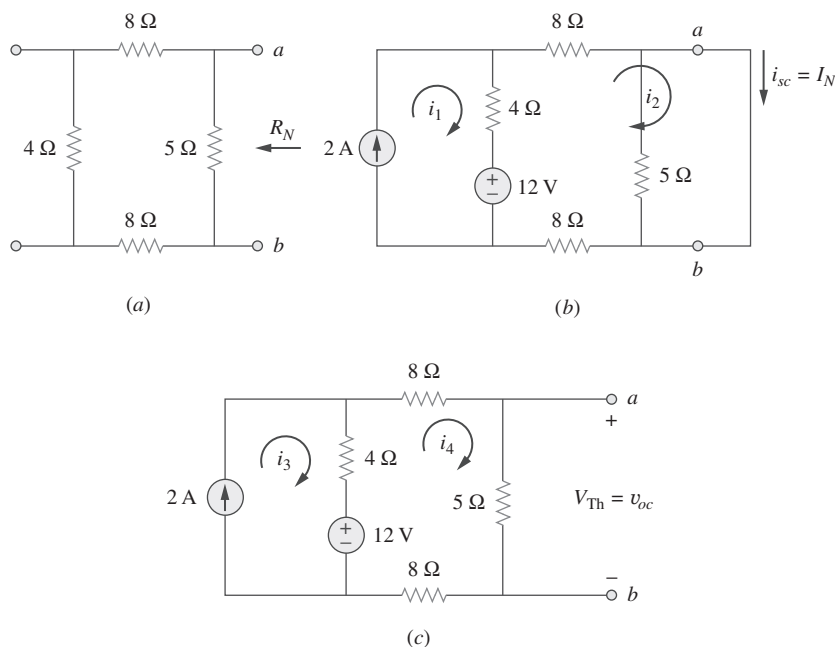 8 Ω
a
4 Ω
5 Ω
R_N
8 Ω
b
(a)
a
8 Ω
i_sc = I_N
i_1
4 Ω
i_2
2 A
5 Ω
+
−
12 V
8 Ω
b
(b)
8 Ω
a
+
i_3
4 Ω
i_4
2 A
5 Ω
V_Th = v_oc
+
−
12 V
8 Ω
−
b
(c)